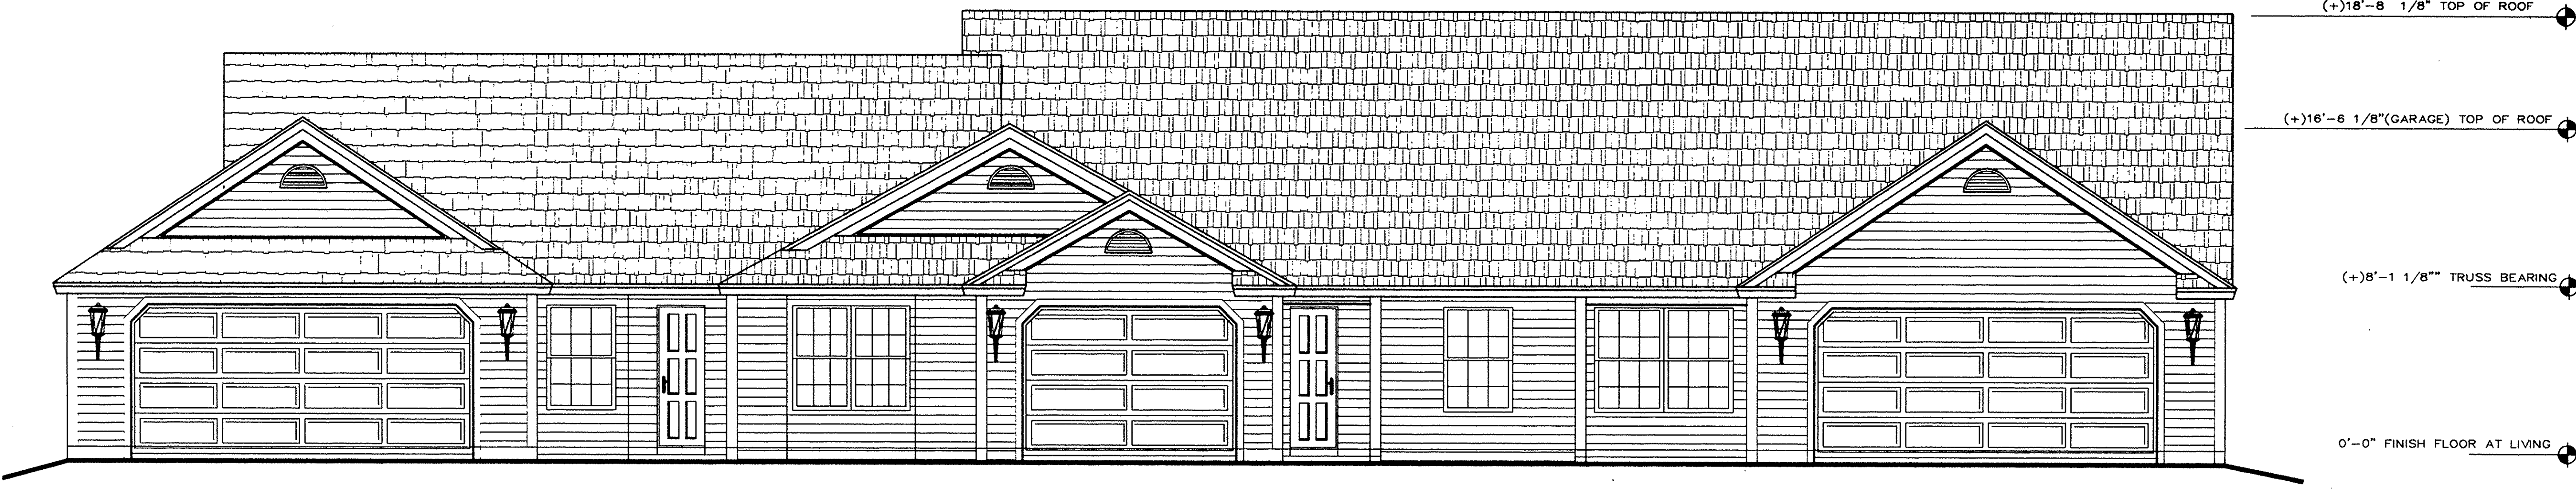 (+)18'-8 1/8" TOP OF ROOF
(+)16'-6 1/8"(GARAGE) TOP OF ROOF
(+)8'-1 1/8"" TRUSS BEARING
0'-0" FINISH FLOOR AT LIVING